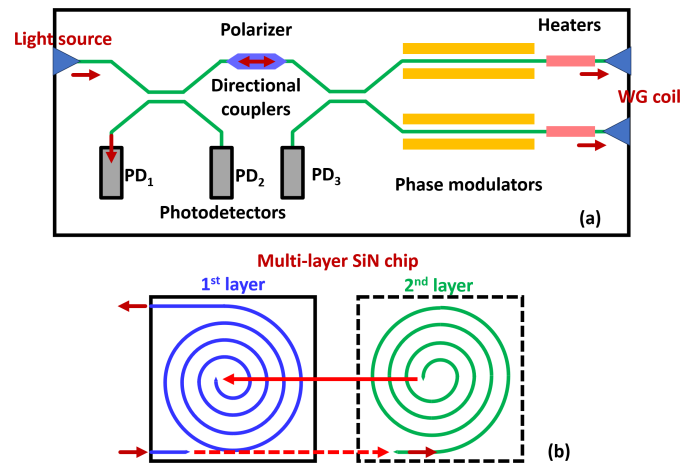 Light source
Polarizer
Heaters
Directional
couplers
WG coil
PD1
PD2
PD3
Phase modulators
Photodetectors
(a)
Multi-layer SiN chip
1st layer
2nd layer
(b)